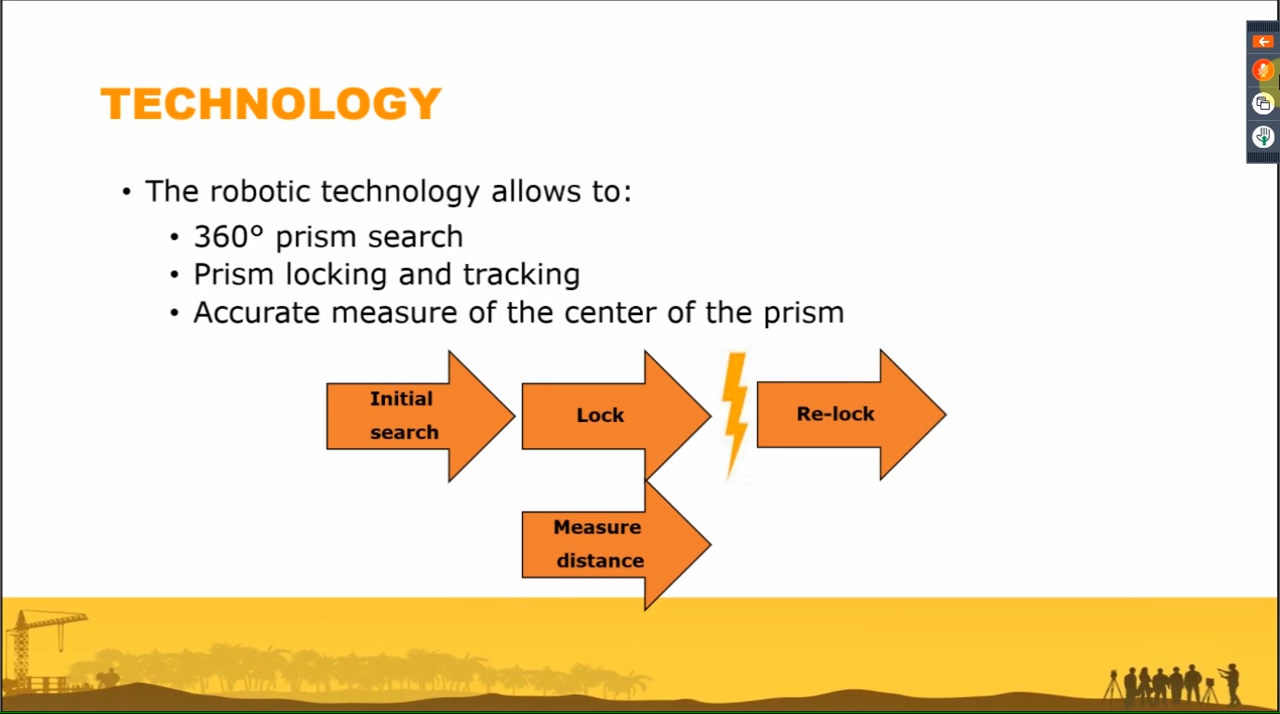 TECHNOLOGY
• The robotic technology allows to:
• 360° prism search
• Prism locking and tracking
• Accurate measure of the center of the prism
Initial
search
Lock
Re-lock
Measure
distance